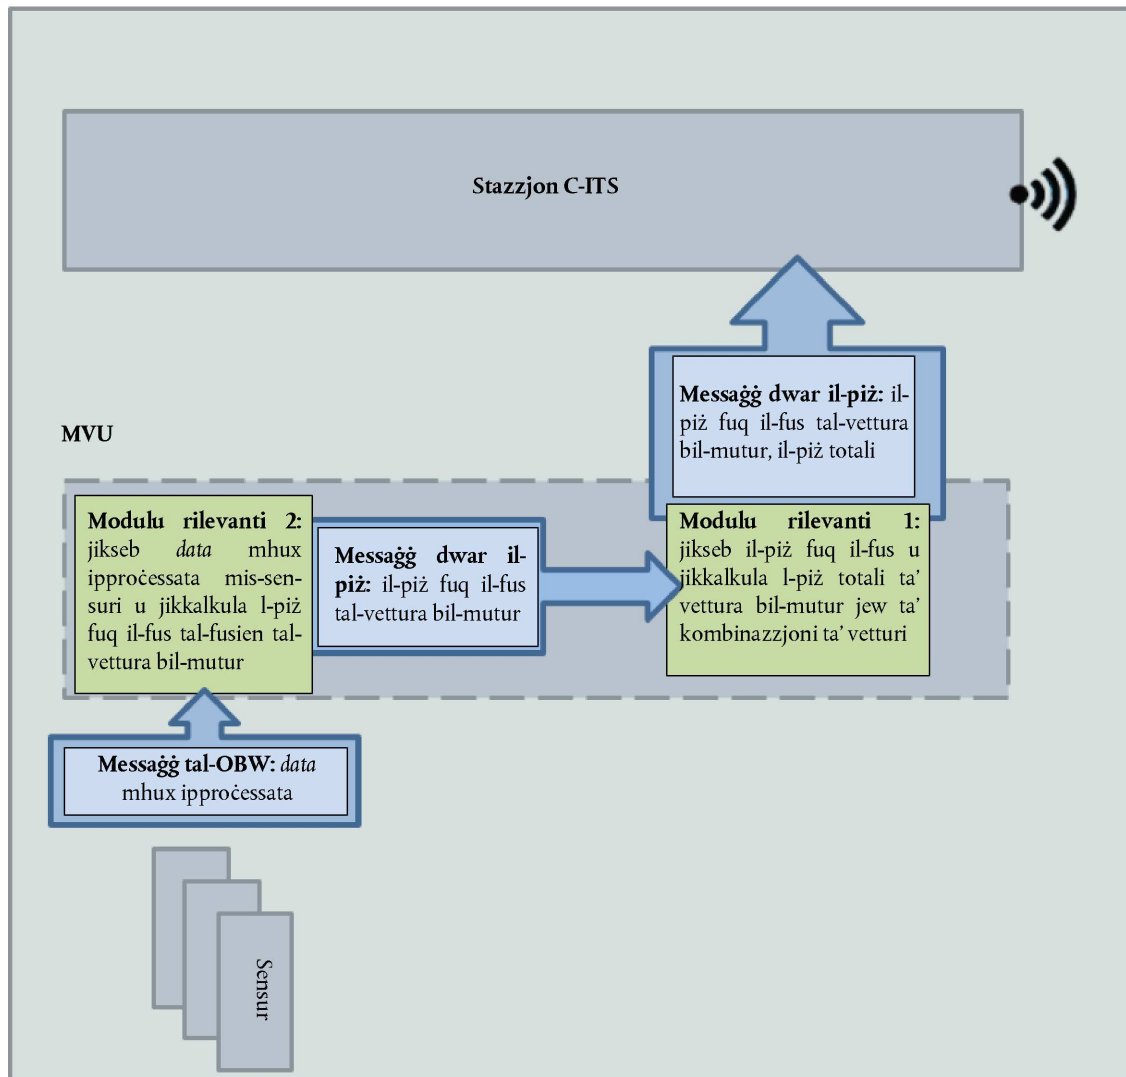 Stazzjon C-ITS
Messaġġ dwar il-piż: il-
piż fuq il-fus tal-vettura
bil-mutur, il-piż totali
MVU
Modulu rilevanti 2:
jikseb data mhux
ipproċessata mis-sen-
suri u jikkalkula l-piż
fuq il-fus tal-fusien tal-
vettura bil-mutur
Messaġġ dwar il-
piż: il-piż fuq il-fus
tal-vettura bil-mutur
Modulu rilevanti 1:
jikseb il-piż fuq il-fus u
jikkalkula l-piż totali ta’
vettura bil-mutur jew ta’
kombinazzjoni ta’ vetturi
Messaġġ tal-OBW: data
mhux ipproċessata
Sensur